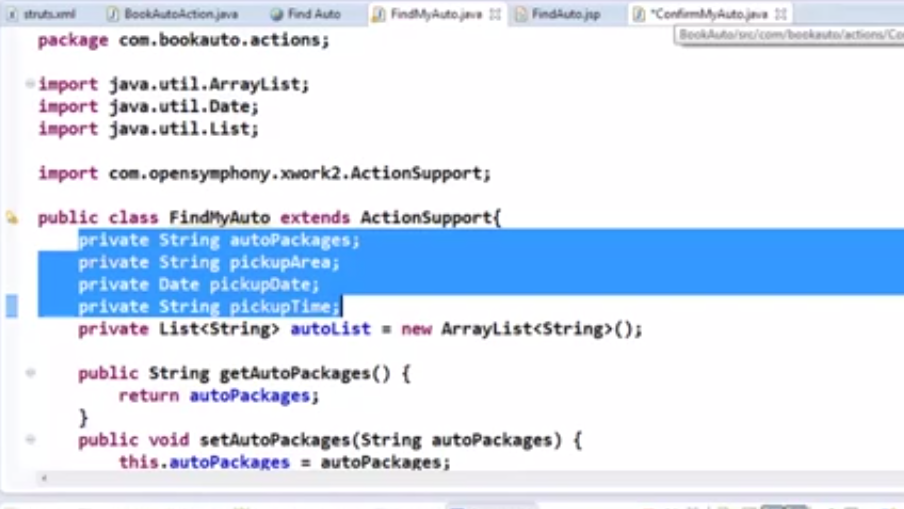 struts.xml BookAutoAction.java Find Auto FindMyAuto.java FindAuto.jsp *ConfirmMyAuto.java
BookAuto/src/com/bookauto/actions/Co
package com.bookauto.actions;
import java.util.ArrayList;
import java.util.Date;
import java.util.List;
import com.opensymphony.xwork2.ActionSupport;
public class FindMyAuto extends ActionSupport{
private String autoPackages;
private String pickupArea;
private Date pickupDate;
private String pickupTime;
private List<String> autoList = new ArrayList<String>();
public String getAutoPackages() {
return autoPackages;
}
public void setAutoPackages(String autoPackages) {
this.autoPackages = autoPackages;